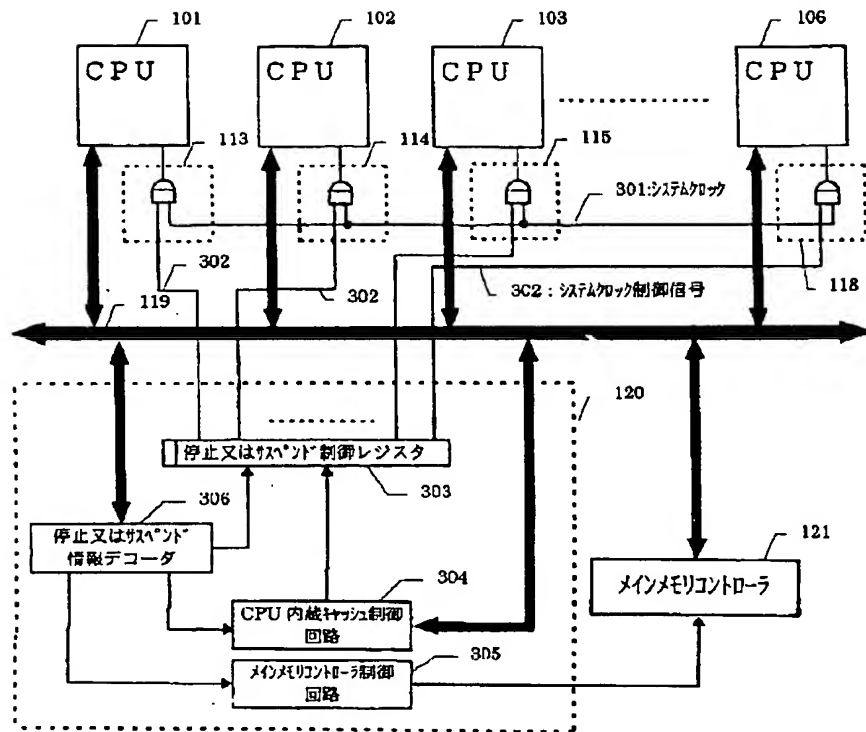 101
102
103
106
CPU
CPU
CPU
CPU
113
114
115
301:システムクロック
302
302
302:システムクロック制御信号
118
119
120
停止又はサスペンド制御レジスタ
303
306
停止又はサスペンド
情報デコーダ
304
CPU 内蔵キャッシュ制御
回路
121
メインメモリコントローラ
305
メインメモリコントローラ制御
回路